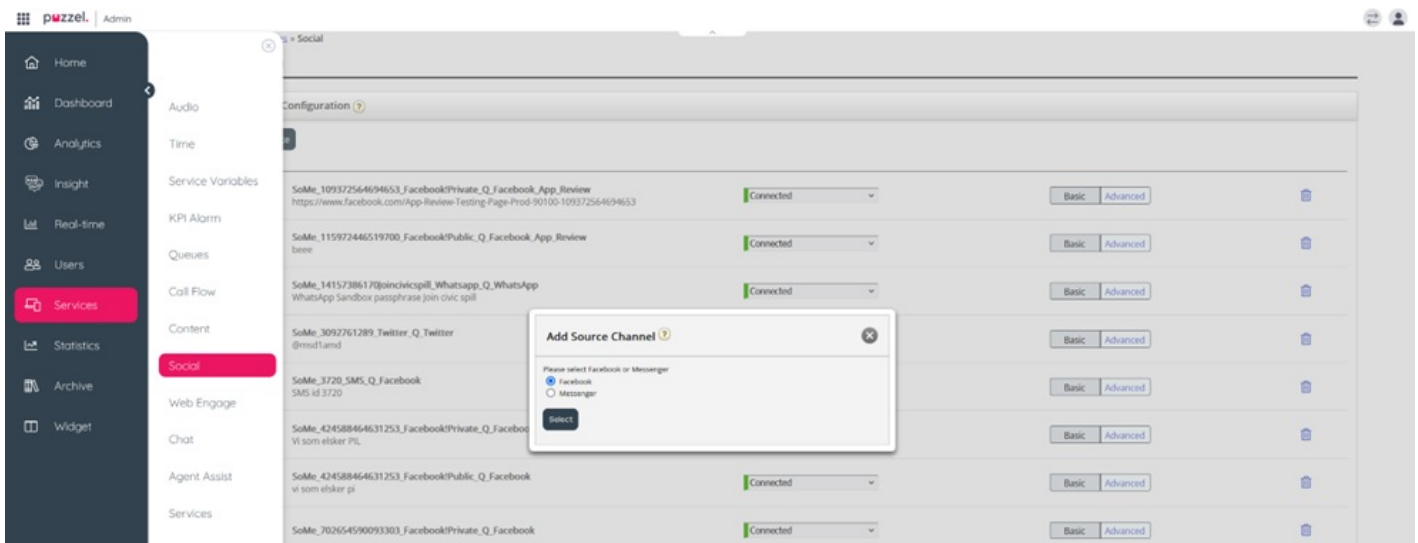 puzzel. Admin
Home
Dashboard
Analytics
Insight
Real-time
Users
Services
Statistics
Archive
Widget
Audio
Time
Service Variables
KPI Alarm
Queues
Call Flow
Content
Social
Web Engage
Chat
Agent Assist
Services
» Social
Configuration ?
SoMe_109372564694653_Facebook!Private_Q_Facebook_App_Review
https://www.facebook.com/App-Review-Testing-Page-Prod-90100-109372564694653
Connected Basic Advanced
SoMe_115972446519700_Facebook!Public_Q_Facebook_App_Review
beee
Connected Basic Advanced
SoMe_14157386170Joincivicspill_Whatsapp_Q_WhatsApp
WhatsApp Sandbox passphrase Join civic spill
Connected Basic Advanced
SoMe_3092761289_Twitter_Q_Twitter
@msd1amd
Basic Advanced
SoMe_3720_SMS_Q_Facebook
SMS id 3720
Basic Advanced
SoMe_424588464631253_Facebook!Private_Q_Faceboo
Vi som elsker PIL
Basic Advanced
SoMe_424588464631253_Facebook!Public_Q_Facebook
vi som elsker pi
Connected Basic Advanced
SoMe_702654590093303_Facebook!Private_Q_Facebook
Connected Basic Advanced
Add Source Channel ?
Please select Facebook or Messenger
Facebook
Messenger
Select